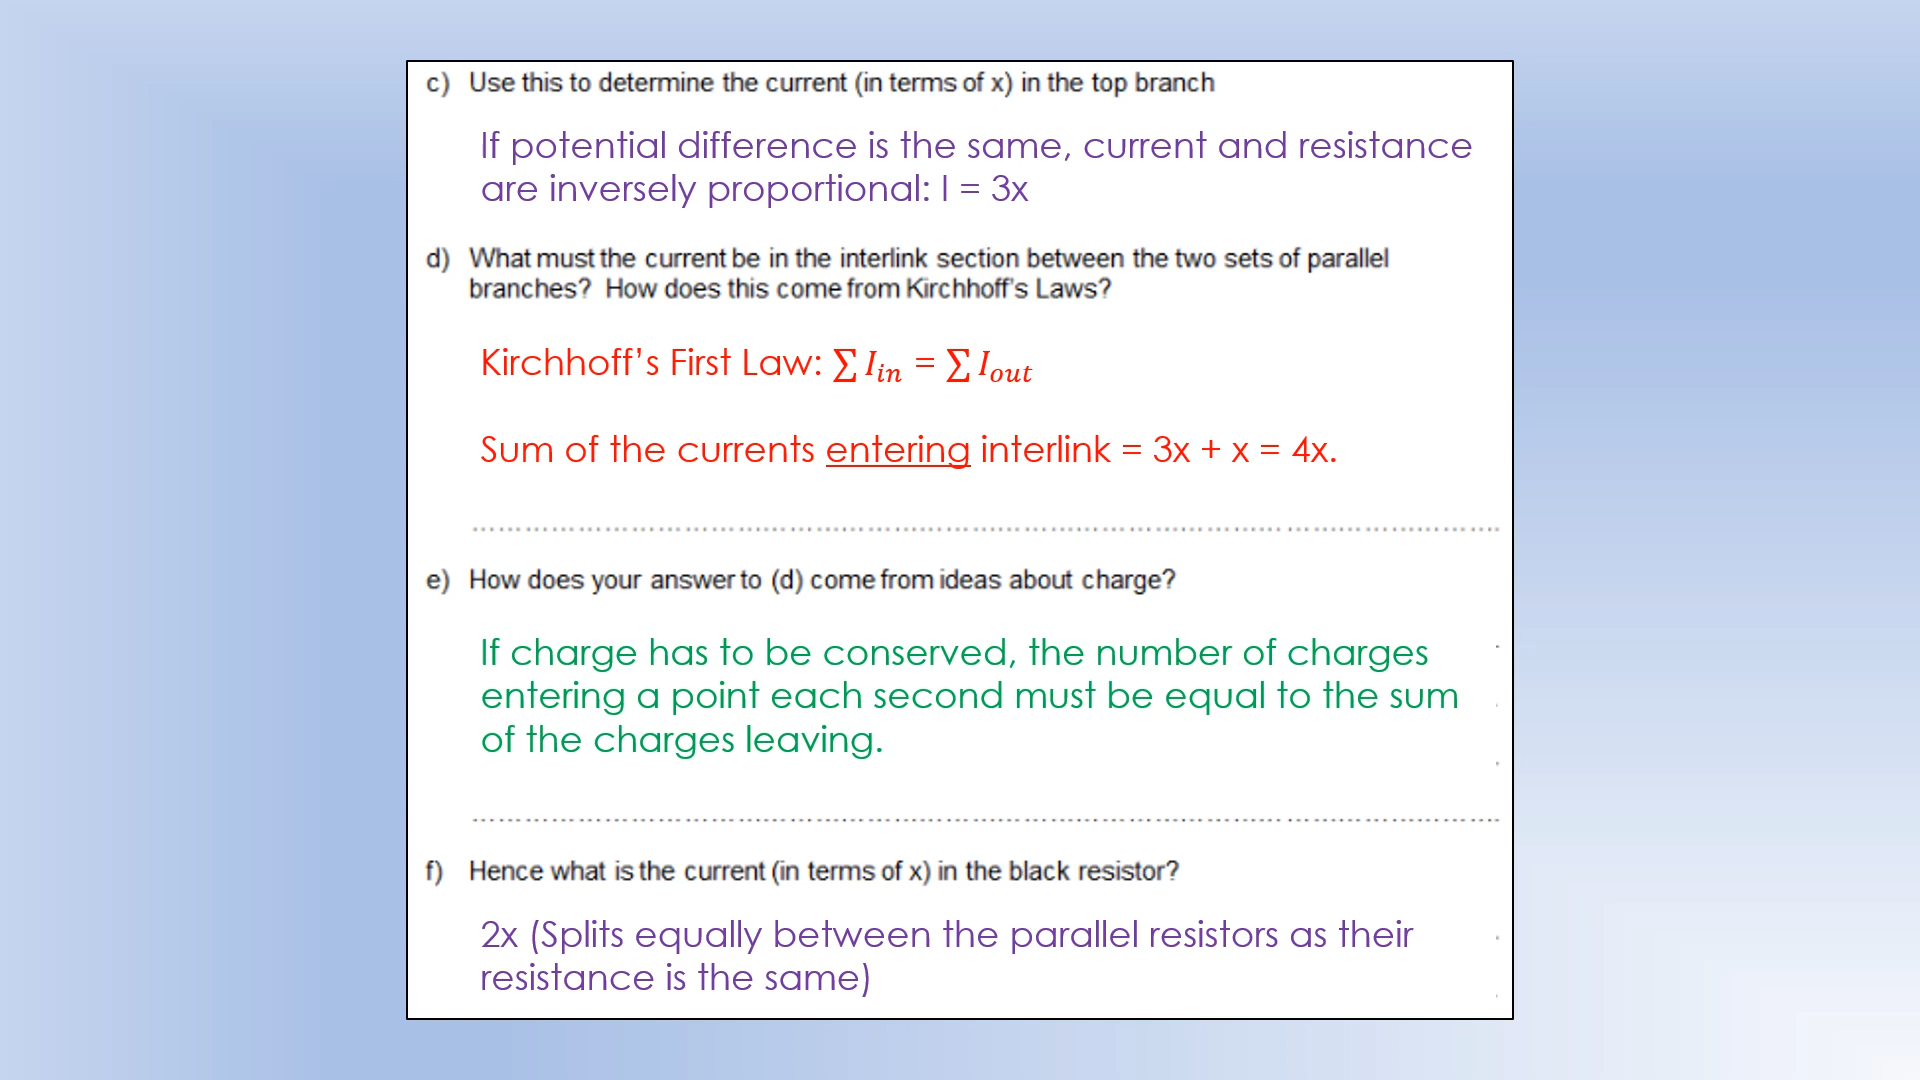 c) Use this to determine the current (in terms of x) in the top branch
If potential difference is the same, current and resistance
are inversely proportional: I = 3x
d) What must the current be in the interlink section between the two sets of parallel
branches? How does this come from Kirchhoff's Laws?
Kirchhoff’s First Law: ∑ I_in = ∑ I_out
Sum of the currents entering interlink = 3x + x = 4x.
e) How does your answer to (d) come from ideas about charge?
If charge has to be conserved, the number of charges
entering a point each second must be equal to the sum
of the charges leaving.
f) Hence what is the current (in terms of x) in the black resistor?
2x (Splits equally between the parallel resistors as their
resistance is the same)